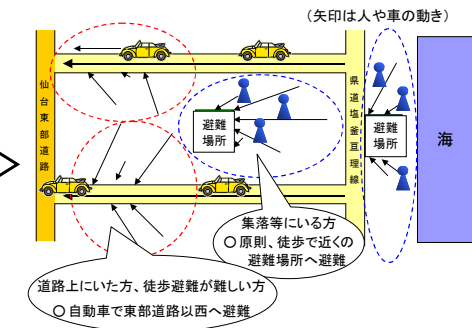 （矢印は人や車の動き）
仙台東部道路
県道塩釜亘理線
避難
場所
避難
場所
海
集落等にいる方
○原則、徒歩で近くの
避難場所へ避難
道路上にいた方、徒歩避難が難しい方
○自動車で東部道路以西へ避難